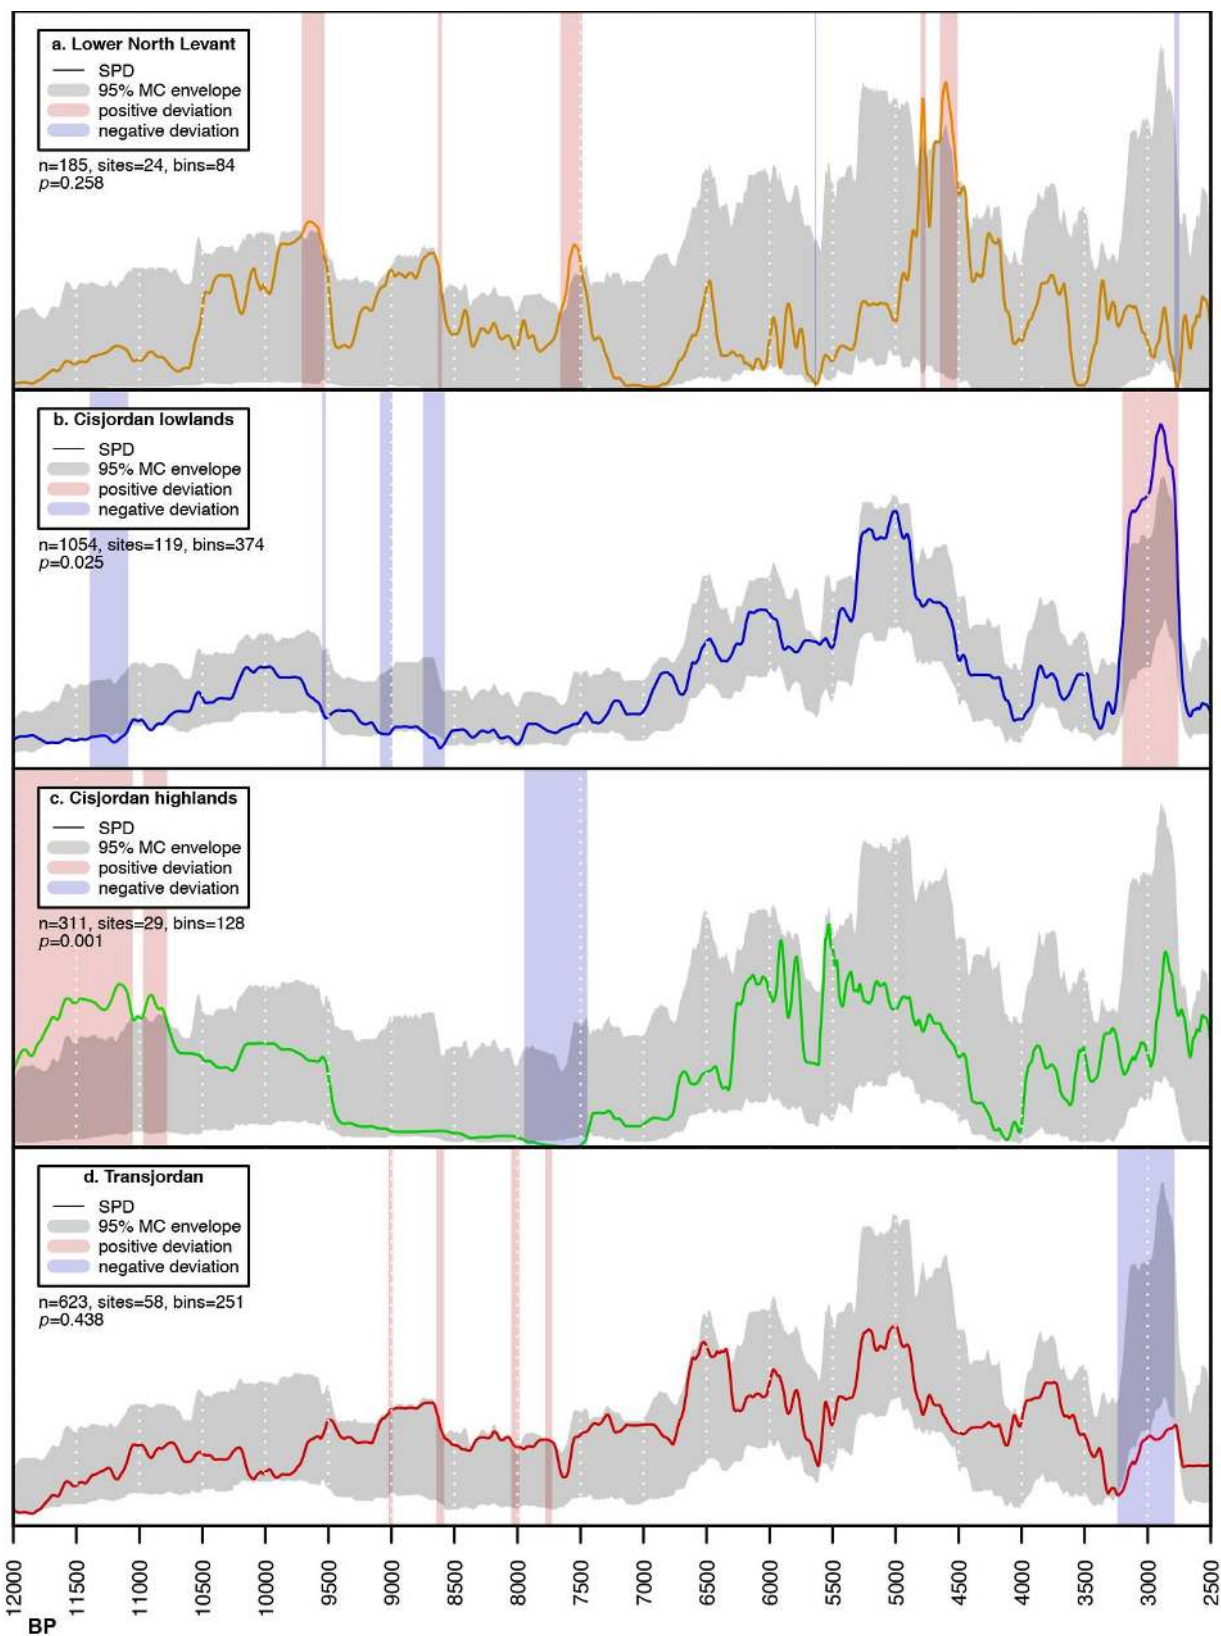 a. Lower North Levant
SPD
95% MC envelope
positive deviation
negative deviation
n=185, sites=24, bins=84
p=0.258
b. Cisjordan lowlands
SPD
95% MC envelope
positive deviation
negative deviation
n=1054, sites=119, bins=374
p=0.025
c. Cisjordan highlands
SPD
95% MC envelope
positive deviation
negative deviation
n=311, sites=29, bins=128
p=0.001
d. Transjordan
SPD
95% MC envelope
positive deviation
negative deviation
n=623, sites=58, bins=251
p=0.438
12000 11500 11000 10500 10000 9500 9000 8500 8000 7500 7000 6500 6000 5500 5000 4500 4000 3500 3000 2500
BP